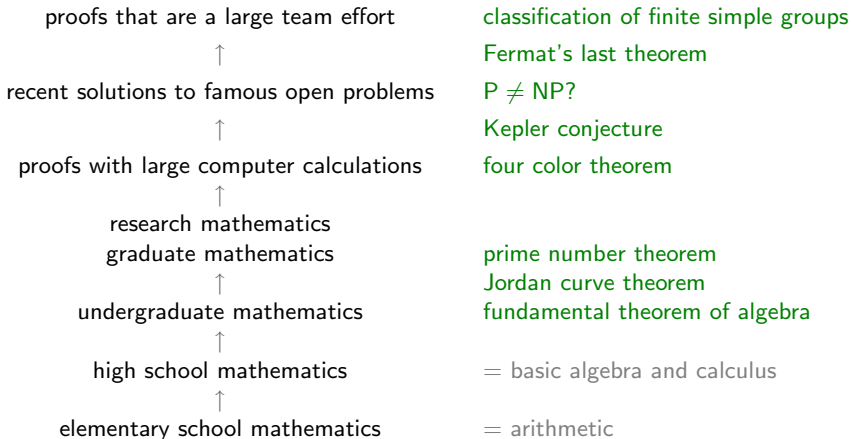 proofs that are a large team effort classification of finite simple groups
↑ Fermat's last theorem
recent solutions to famous open problems P ≠ NP?
↑ Kepler conjecture
proofs with large computer calculations four color theorem
↑
research mathematics
graduate mathematics prime number theorem
↑ Jordan curve theorem
undergraduate mathematics fundamental theorem of algebra
↑
high school mathematics = basic algebra and calculus
↑
elementary school mathematics = arithmetic